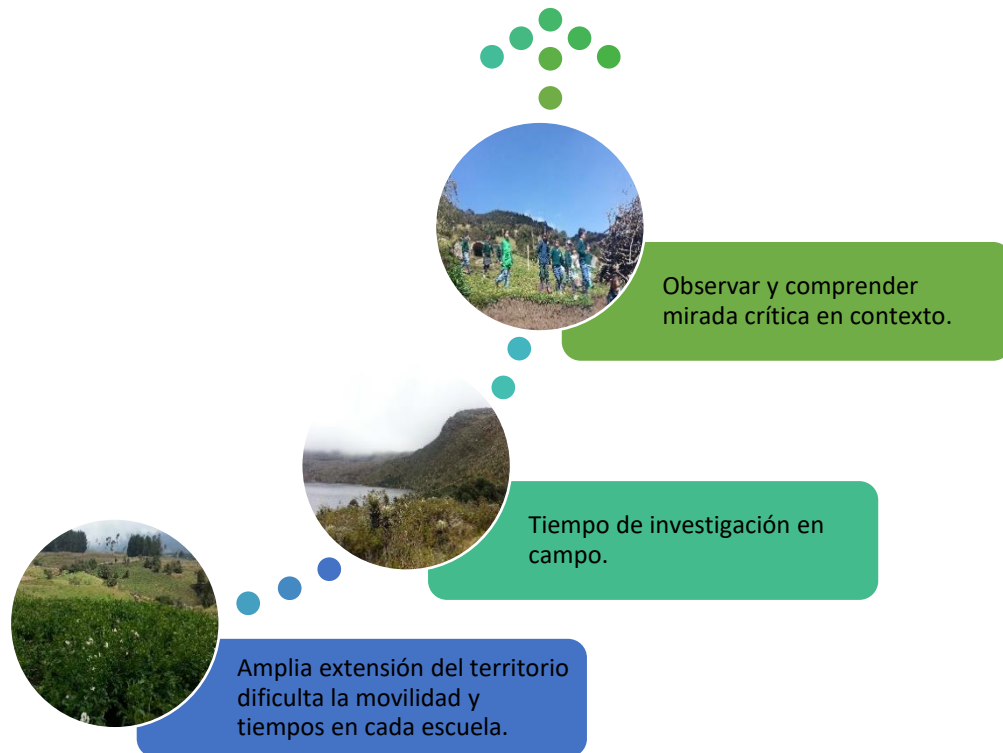 Observar y comprender
mirada crítica en contexto.
Tiempo de investigación en
campo.
Amplia extensión del territorio
dificulta la movilidad y
tiempos en cada escuela.